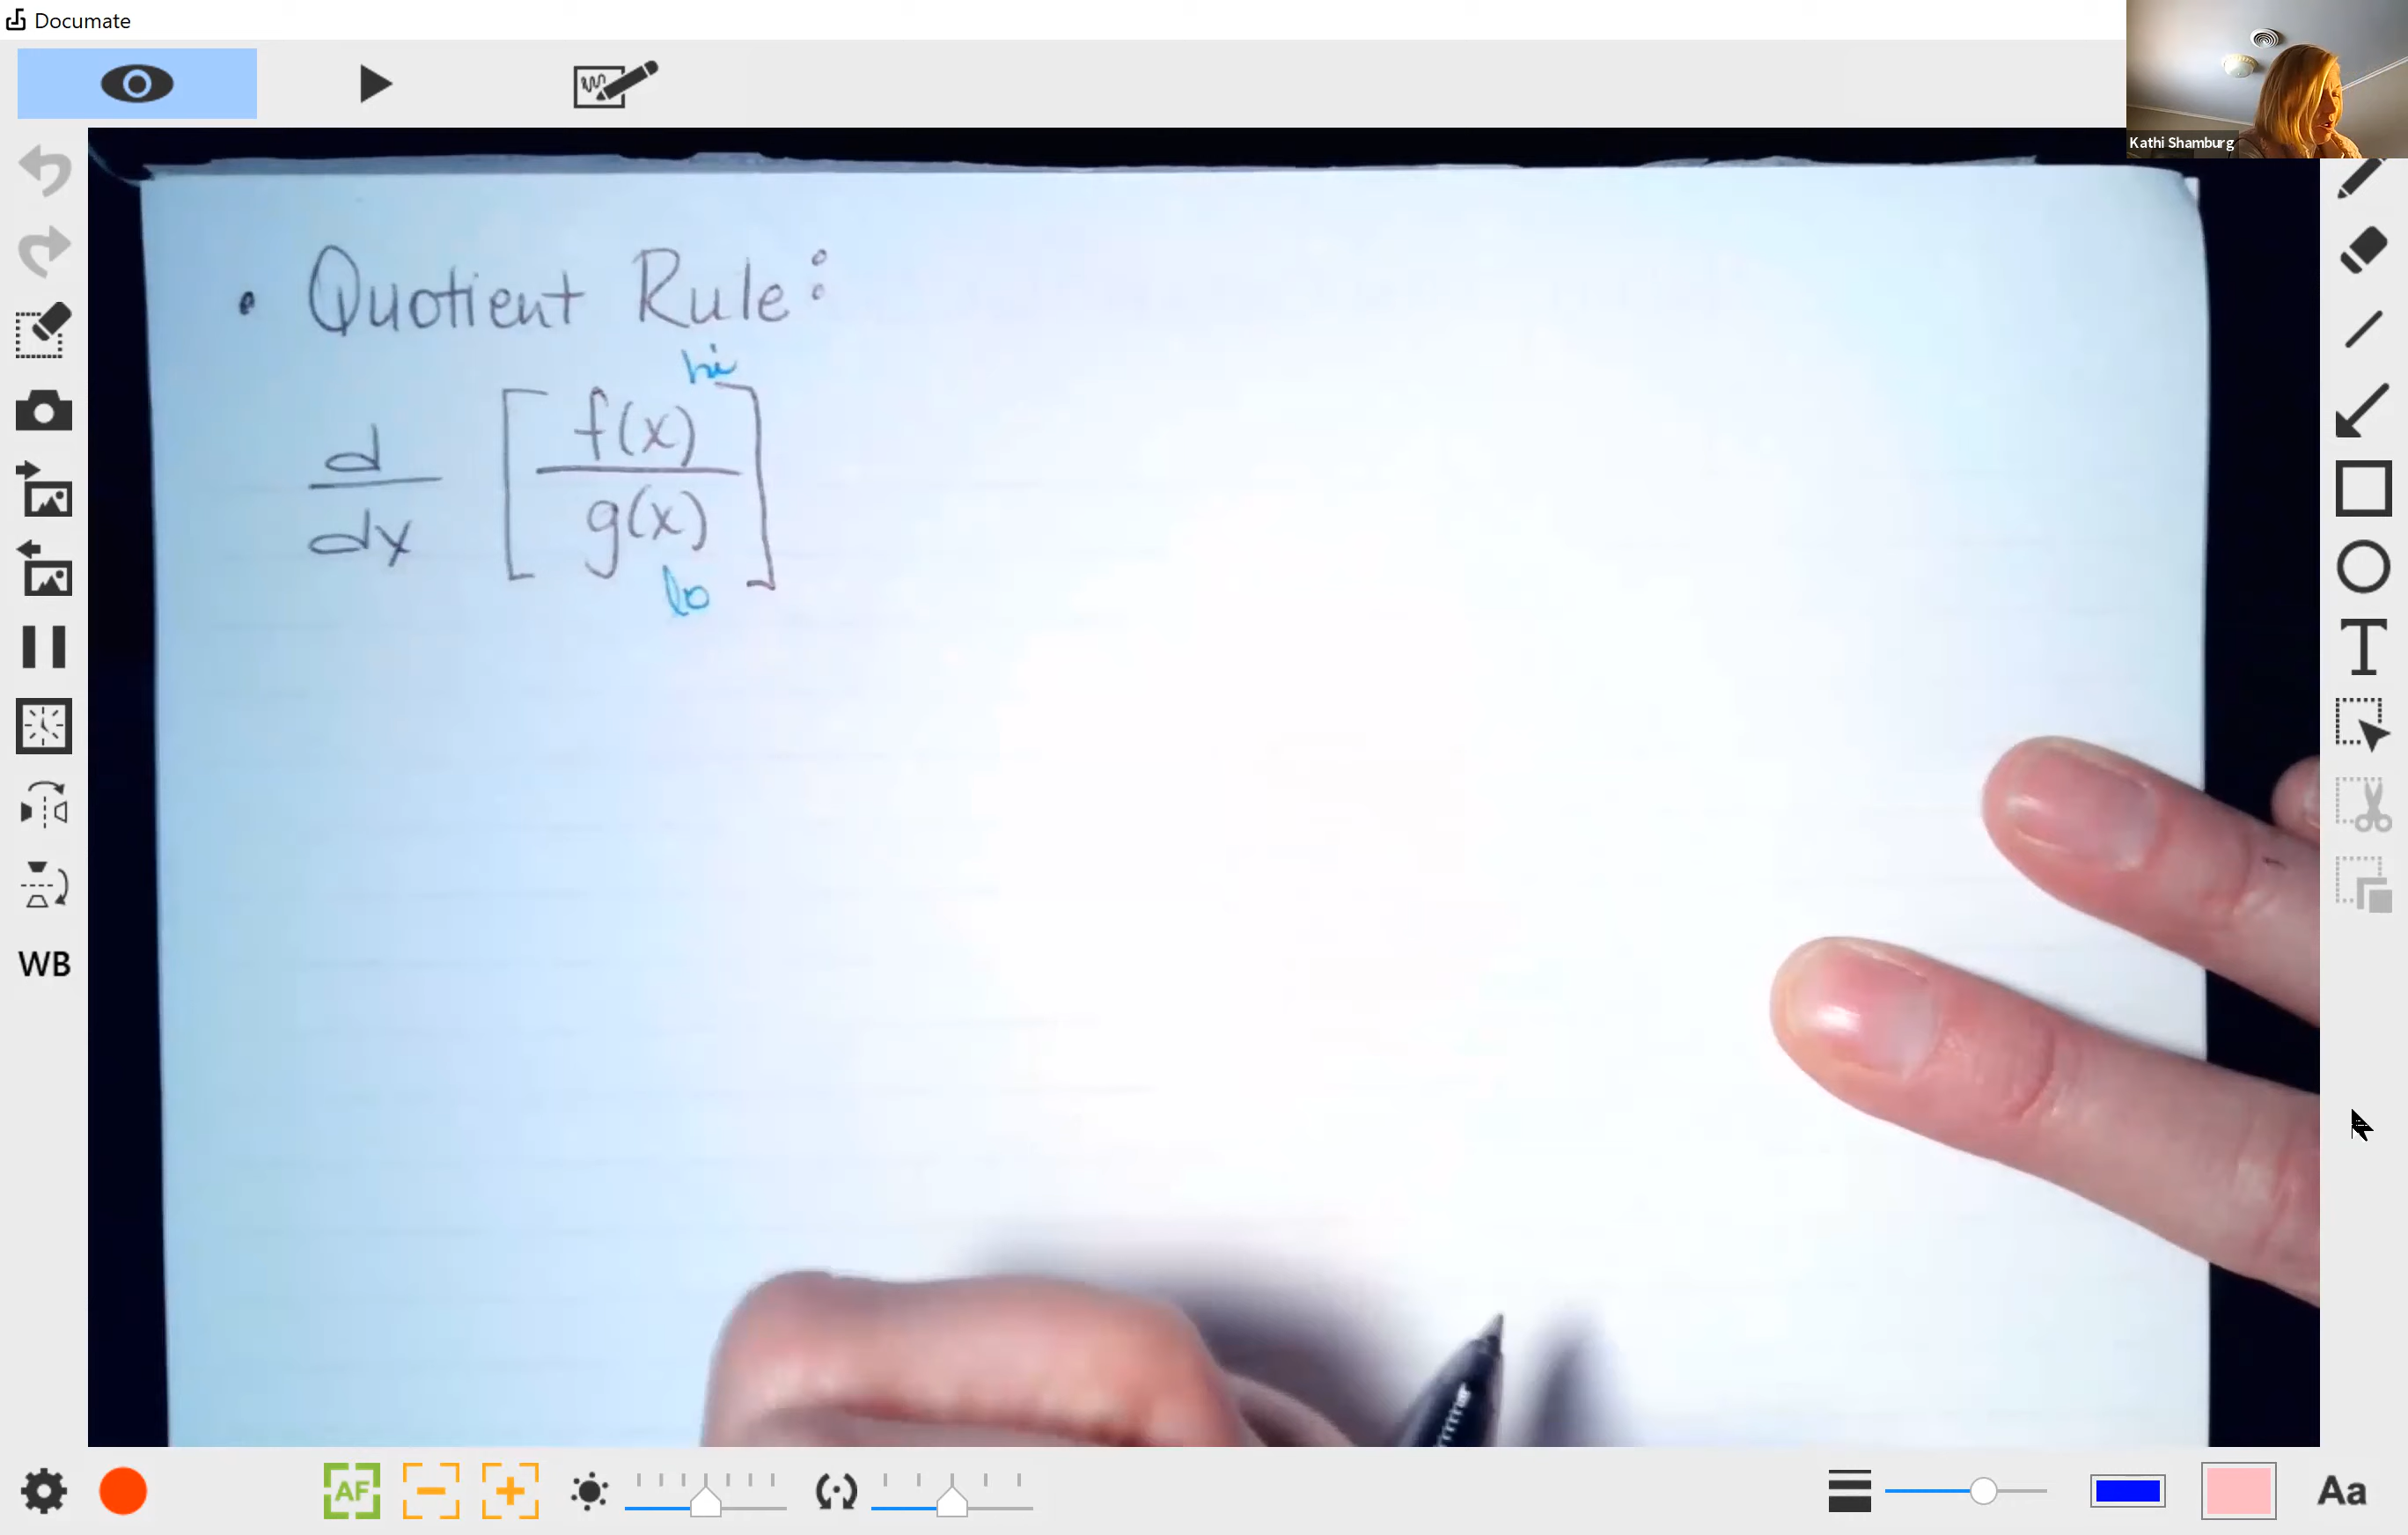 Documate
Kathi Shamburg
• Quotient Rule:
hi
d/dx [f(x)/g(x)]
lo
WB
AF
T
Aa